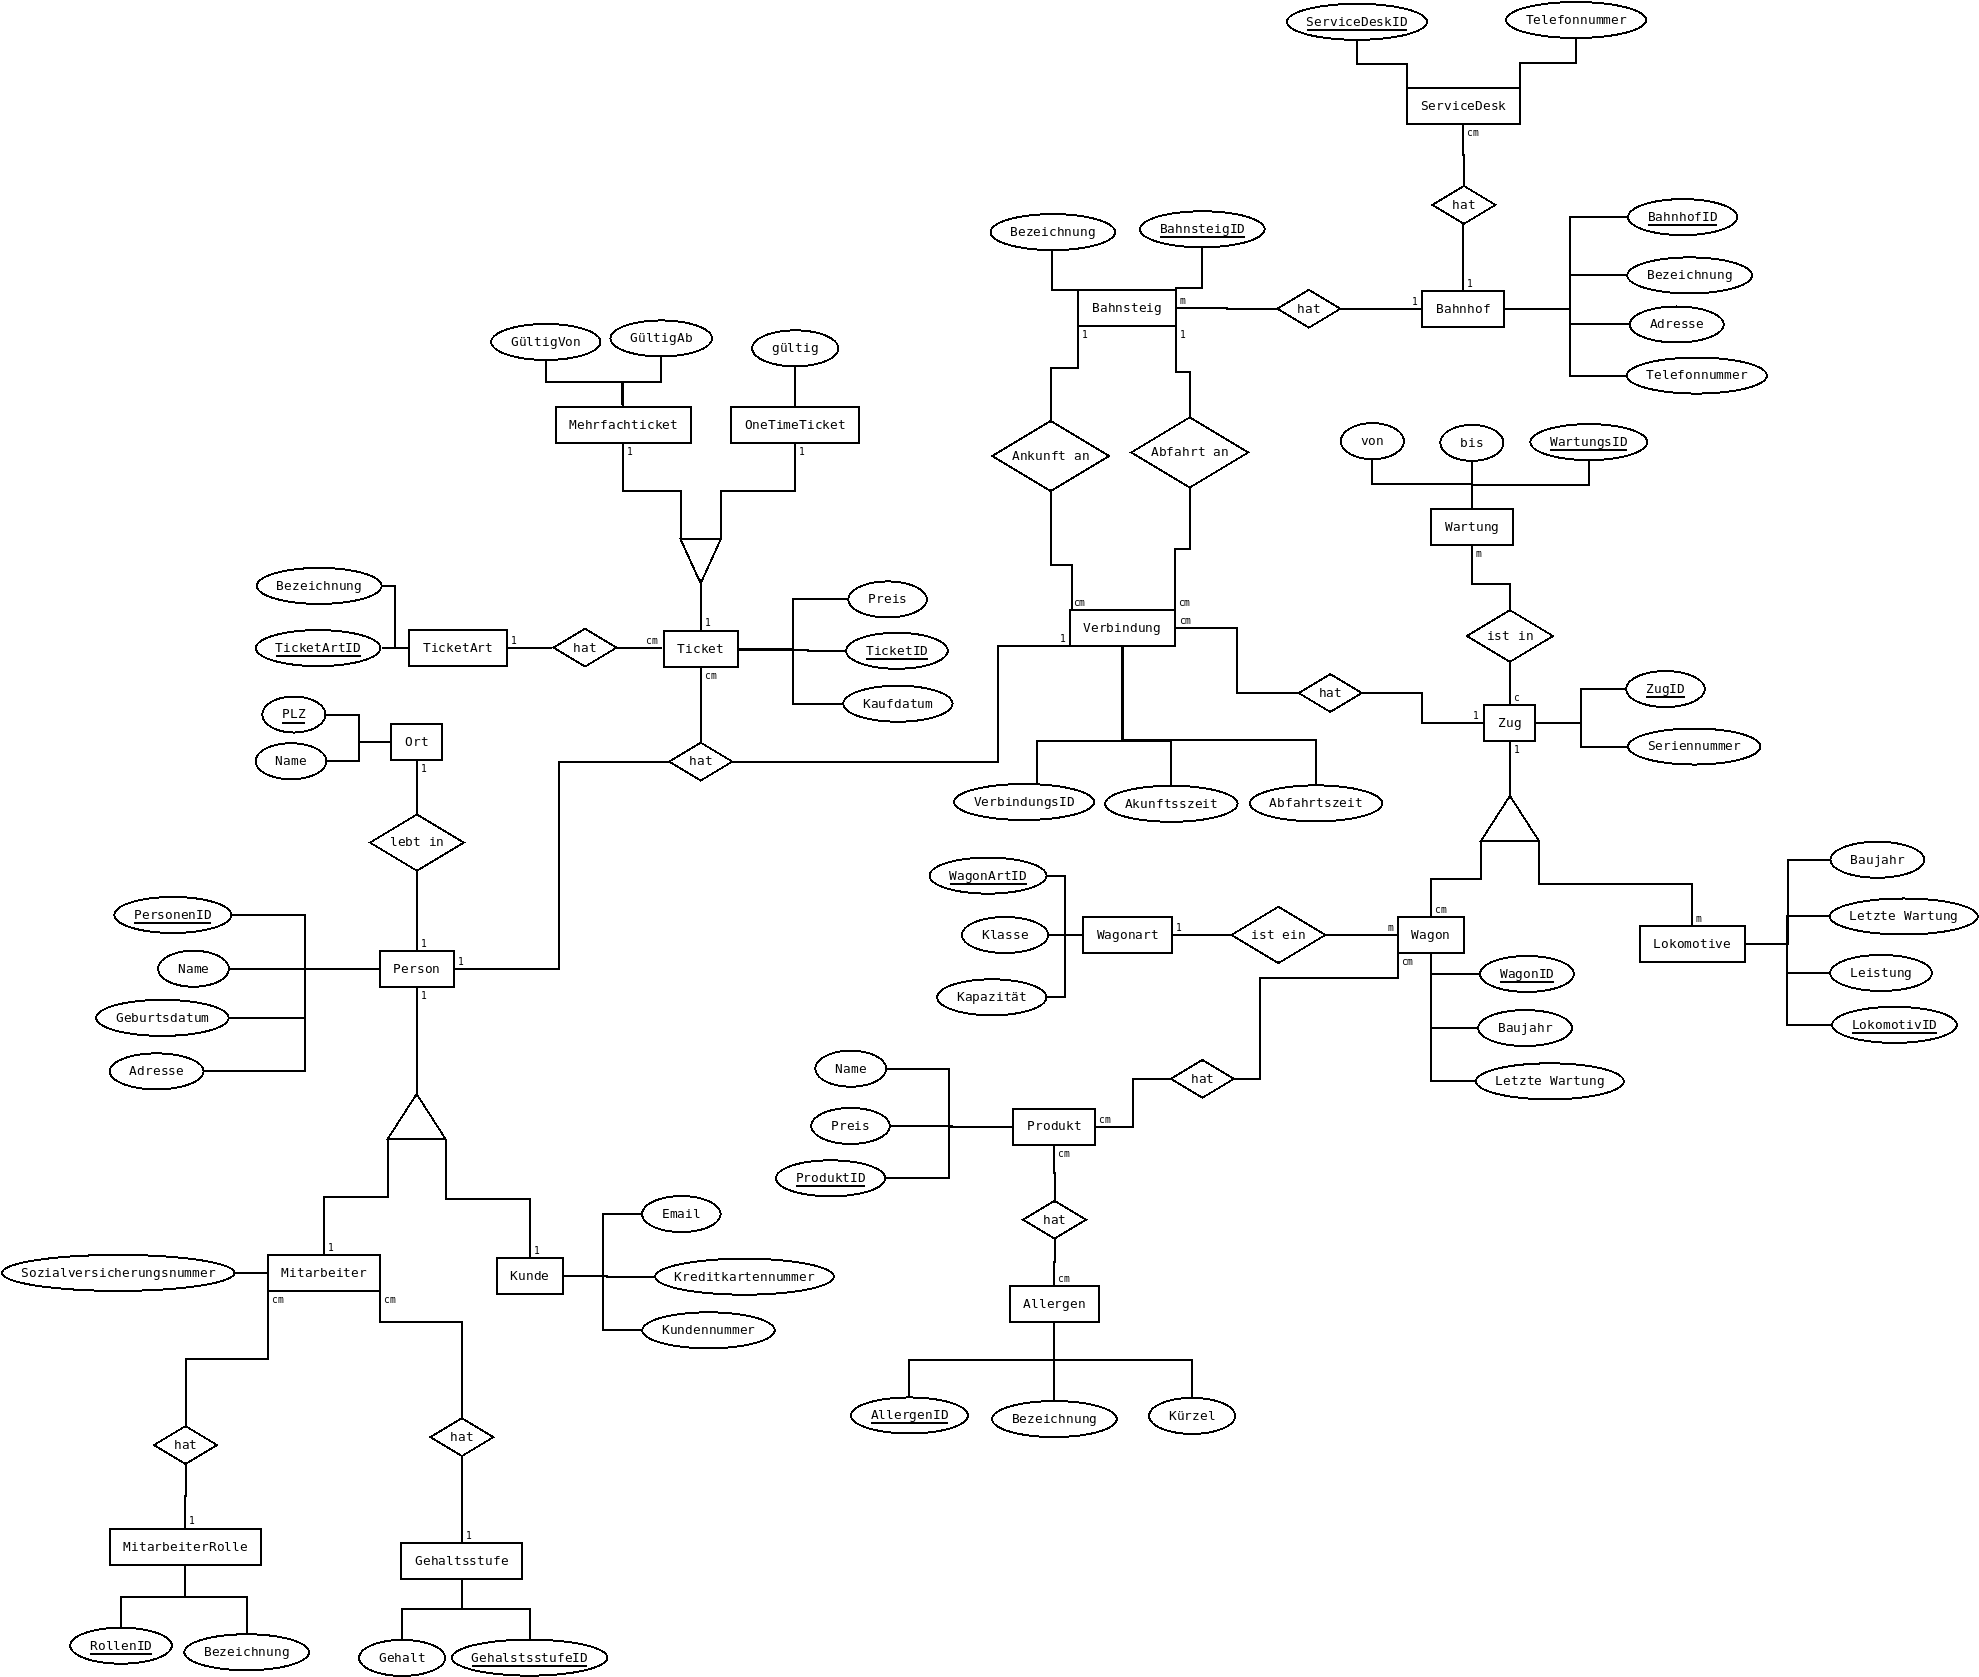 ServiceDeskID
Telefonnummer
ServiceDesk
cm
hat
1
Bahnhof
BahnhofID
Bezeichnung
Adresse
Telefonnummer
1
hat
m
Bezeichnung
BahnsteigID
Bahnsteig
1
1
Ankunft an
Abfahrt an
cm
cm
GültigVon
GültigAb
gültig
Mehrfachticket
OneTimeTicket
1
1
von
bis
WartungsID
Wartung
m
ist in
c
Bezeichnung
TicketArtID
TicketArt
1
hat
cm
1
Ticket
cm
Preis
TicketID
Kaufdatum
Verbindung
1
cm
hat
1
Zug
1
ZugID
Seriennummer
PLZ
Name
Ort
1
hat
VerbindungsID
Akunftsszeit
Abfahrtszeit
lebt in
WagonArtID
Klasse
Kapazität
Wagonart
1
ist ein
m
cm
Wagon
cm
m
Lokomotive
Baujahr
Letzte Wartung
Leistung
LokomotivID
WagonID
Baujahr
Letzte Wartung
PersonenID
Name
Geburtsdatum
Adresse
1
Person
1
1
hat
Name
Preis
ProduktID
Produkt
cm
cm
hat
cm
Allergen
AllergenID
Bezeichnung
Kürzel
Sozialversicherungsnummer
1
Mitarbeiter
cm
cm
1
Kunde
Email
Kreditkartennummer
Kundennummer
hat
hat
1
MitarbeiterRolle
1
Gehaltsstufe
RollenID
Bezeichnung
Gehalt
GehalstsstufeID